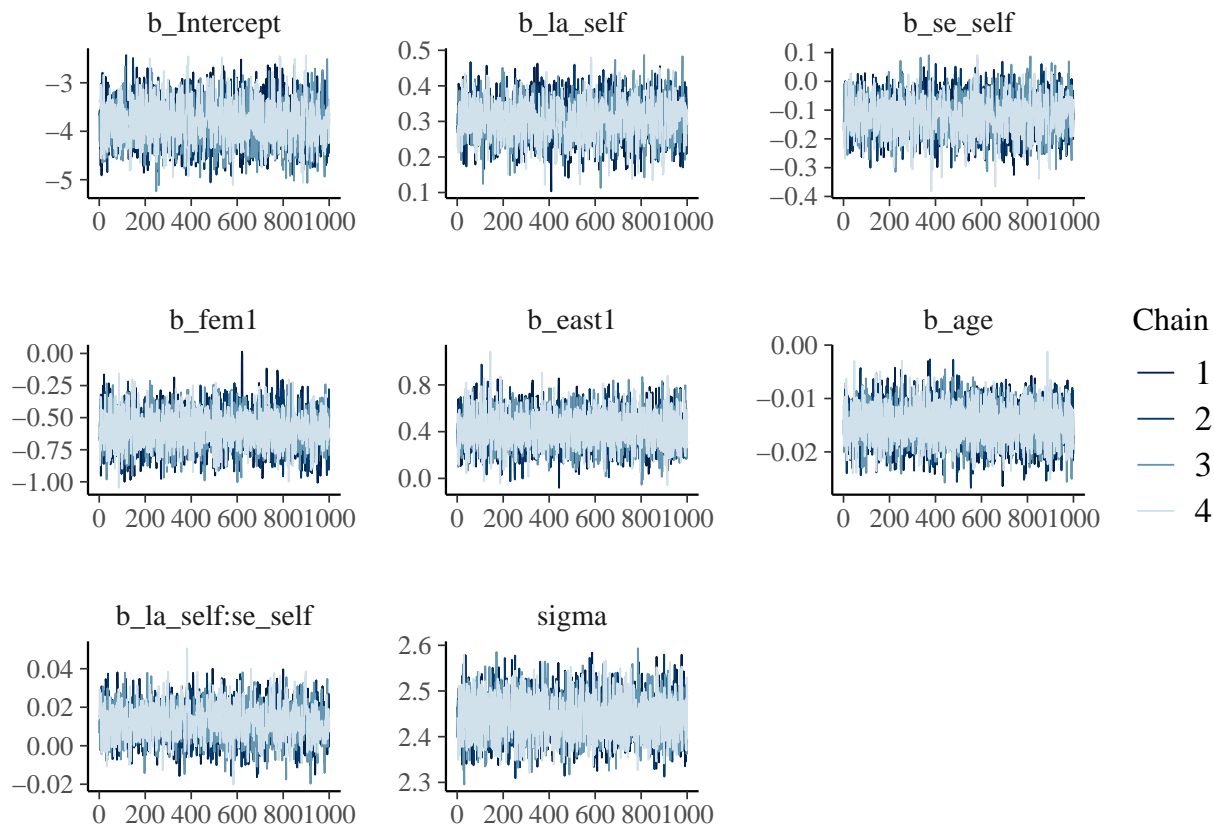 b_Intercept b_la_self b_se_self
−3 −4 −5
0.5 0.4 0.3 0.2 0.1
0.1 0.0 −0.1 −0.2 −0.3 −0.4
0 200 400 600 8001000 0 200 400 600 8001000 0 200 400 600 8001000
b_fem1 b_east1 b_age
0.00 −0.25 −0.50 −0.75 −1.00
0.8 0.4 0.0
0.00 −0.01 −0.02
0 200 400 600 8001000 0 200 400 600 8001000 0 200 400 600 8001000
Chain
1
2
3
4
b_la_self:se_self sigma
0.04 0.02 0.00 −0.02
2.6 2.5 2.4 2.3
0 200 400 600 8001000 0 200 400 600 8001000